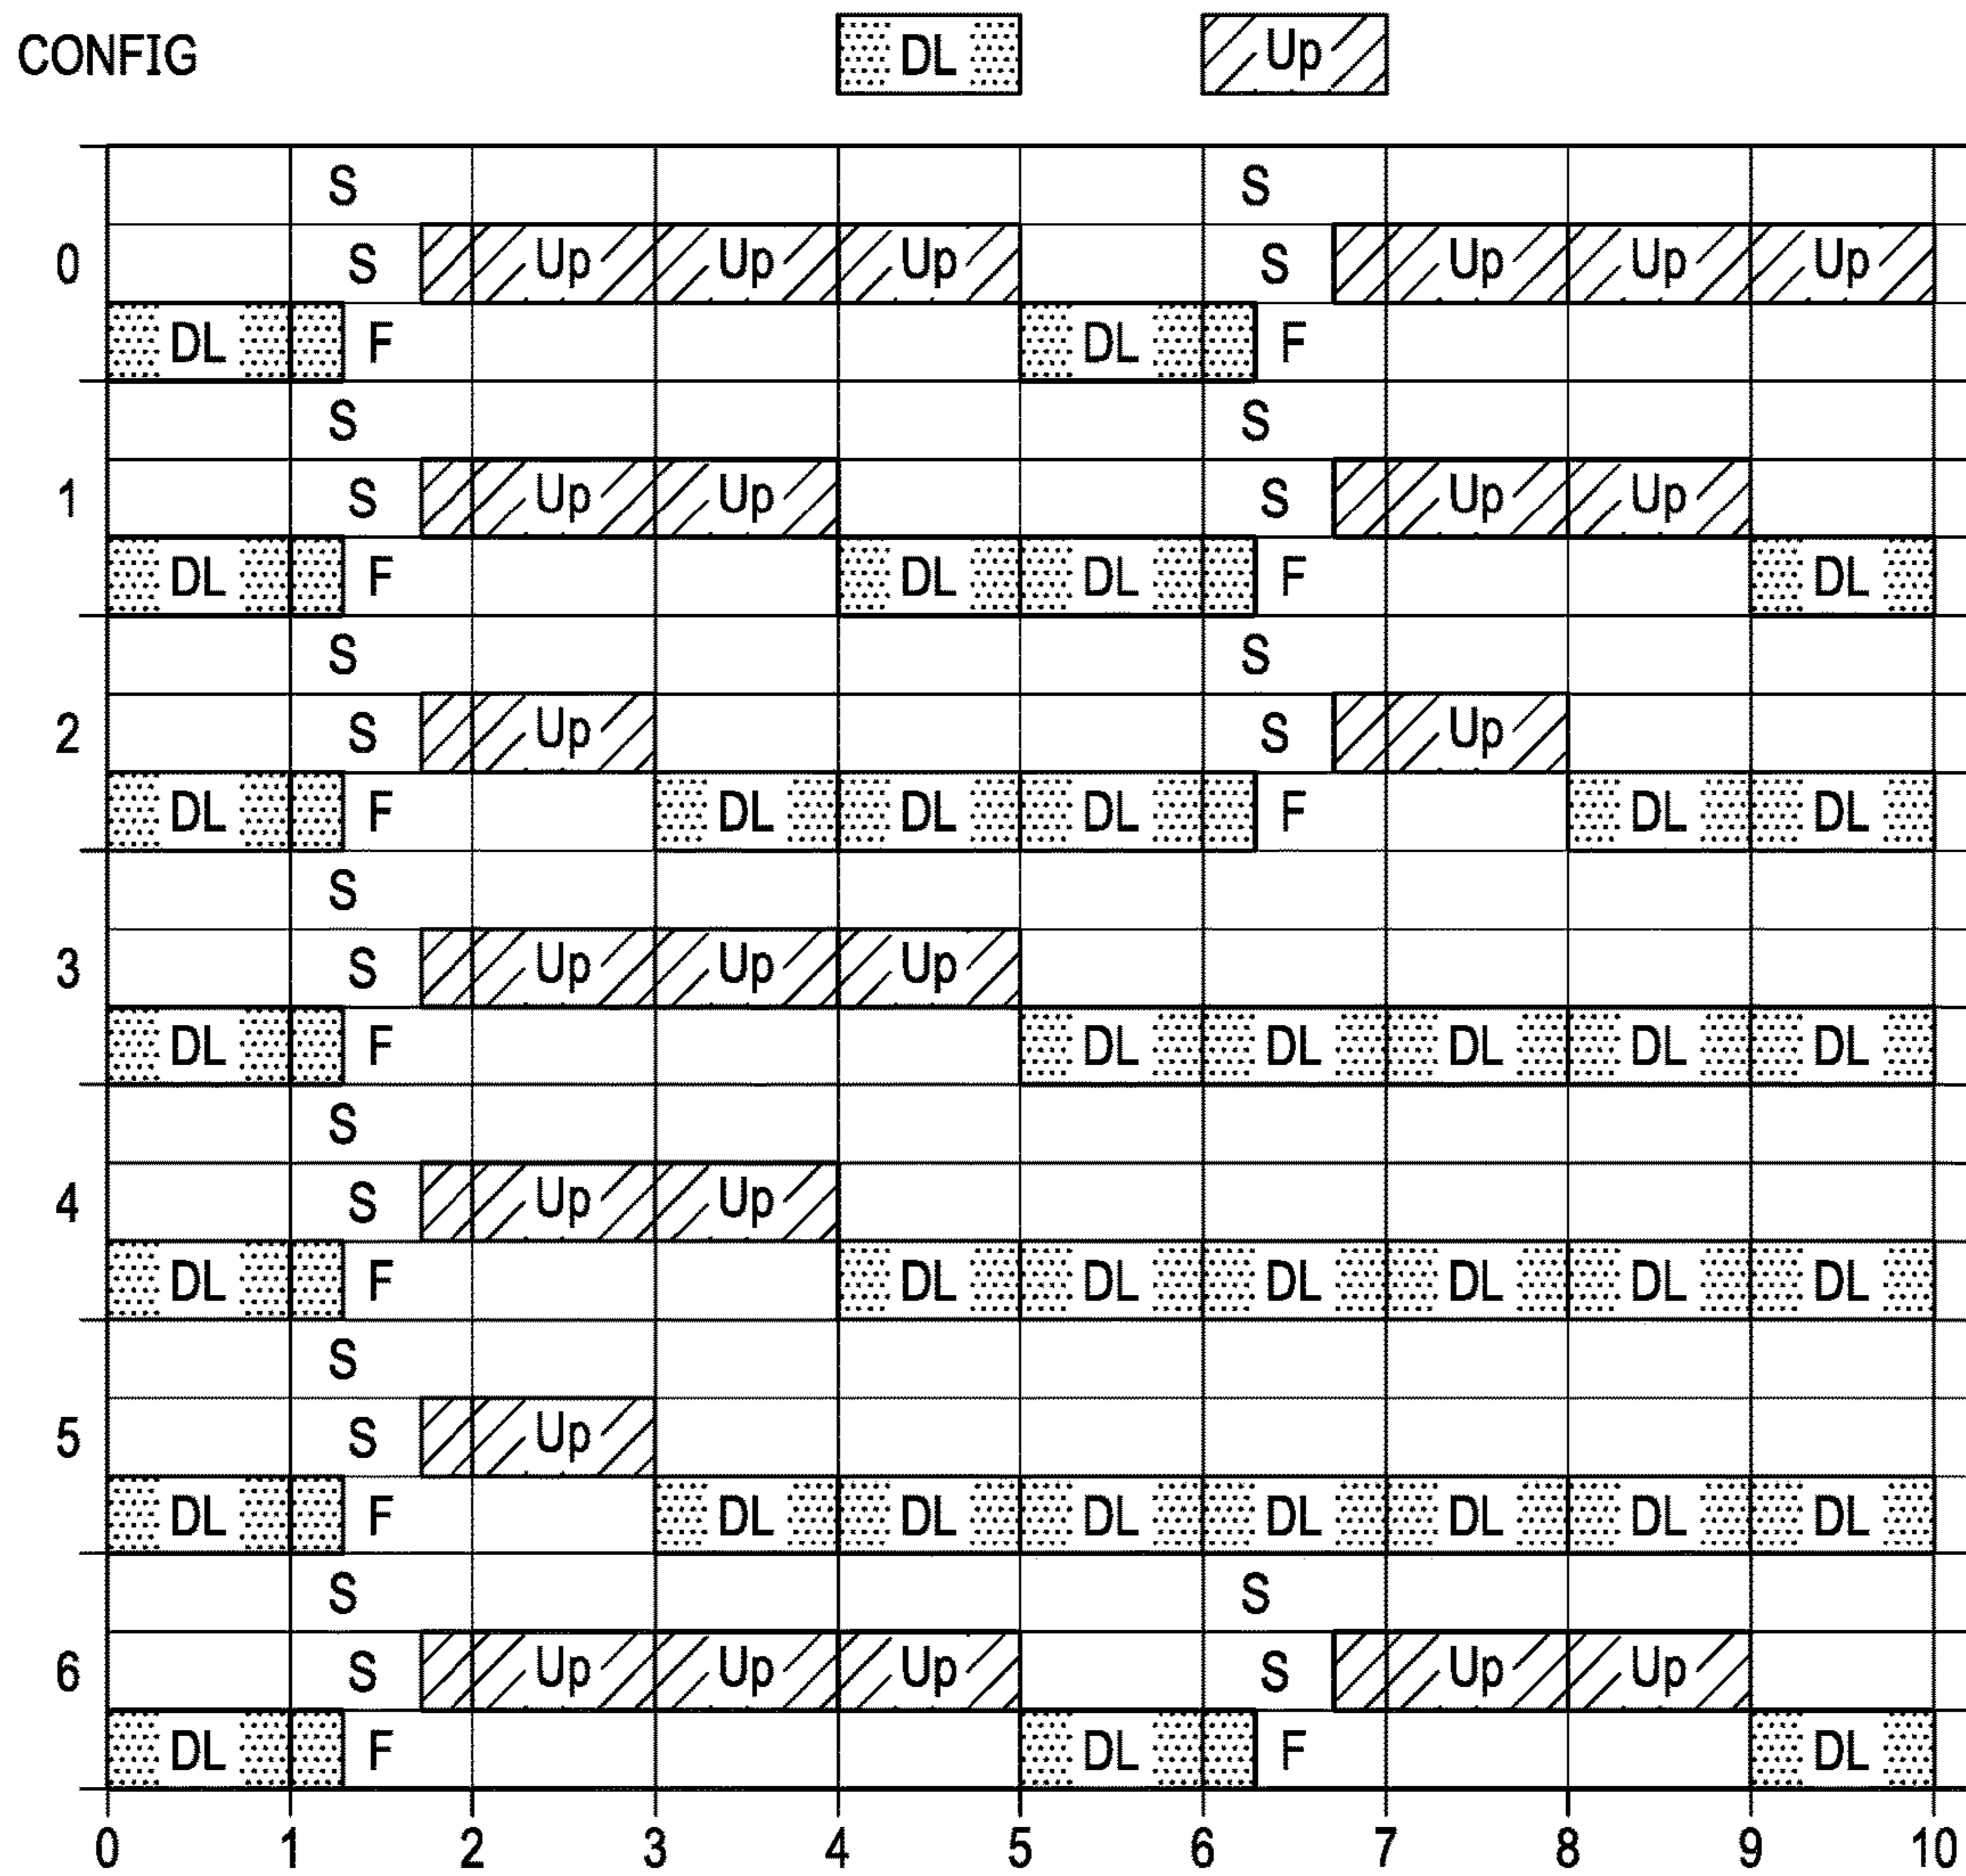 CONFIG DL Up
S S
0 S Up Up Up S Up Up Up
DL F DL F
S S
1 S Up Up S Up Up
DL F DL DL F DL
S S
2 S Up S Up
DL F DL DL DL F DL DL
S
3 S Up Up Up
DL F DL DL DL DL DL
S
4 S Up Up
DL F DL DL DL DL DL DL
S
5 S Up
DL F DL DL DL DL DL DL DL
S S
6 S Up Up Up S Up Up
DL F DL F DL
0 1 2 3 4 5 6 7 8 9 10